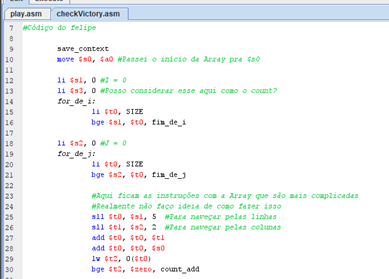 Edit Execute
play.asm checkVictory.asm
7 #Código do felipe
8
9 save_context
10 move $s0, $a0 #Passei o início da Array pra $s0
11
12 li $s1, 0 #I = 0
13 li $s3, 0 #Posso considerar esse aqui como o count?
14 for_de_i:
15 li $t0, SIZE
16 bge $s1, $t0, fim_de_i
17
18 li $s2, 0 #J = 0
19 for_de_j:
20 li $t0, SIZE
21 bge $s2, $t0, fim_de_j
22
23 #Aqui ficam as instruções com a Array que são mais complicadas
24 #Realmente não faço ideia de como fazer isso
25 sll $t0, $s1, 5 #Para navegar pelas linhas
26 sll $t1, $s2, 2 #Para navegar pelas colunas
27 add $t0, $t0, $t1
28 add $t0, $t0, $s0
29 lw $t2, 0($t0)
30 bge $t2, $zero, count_add